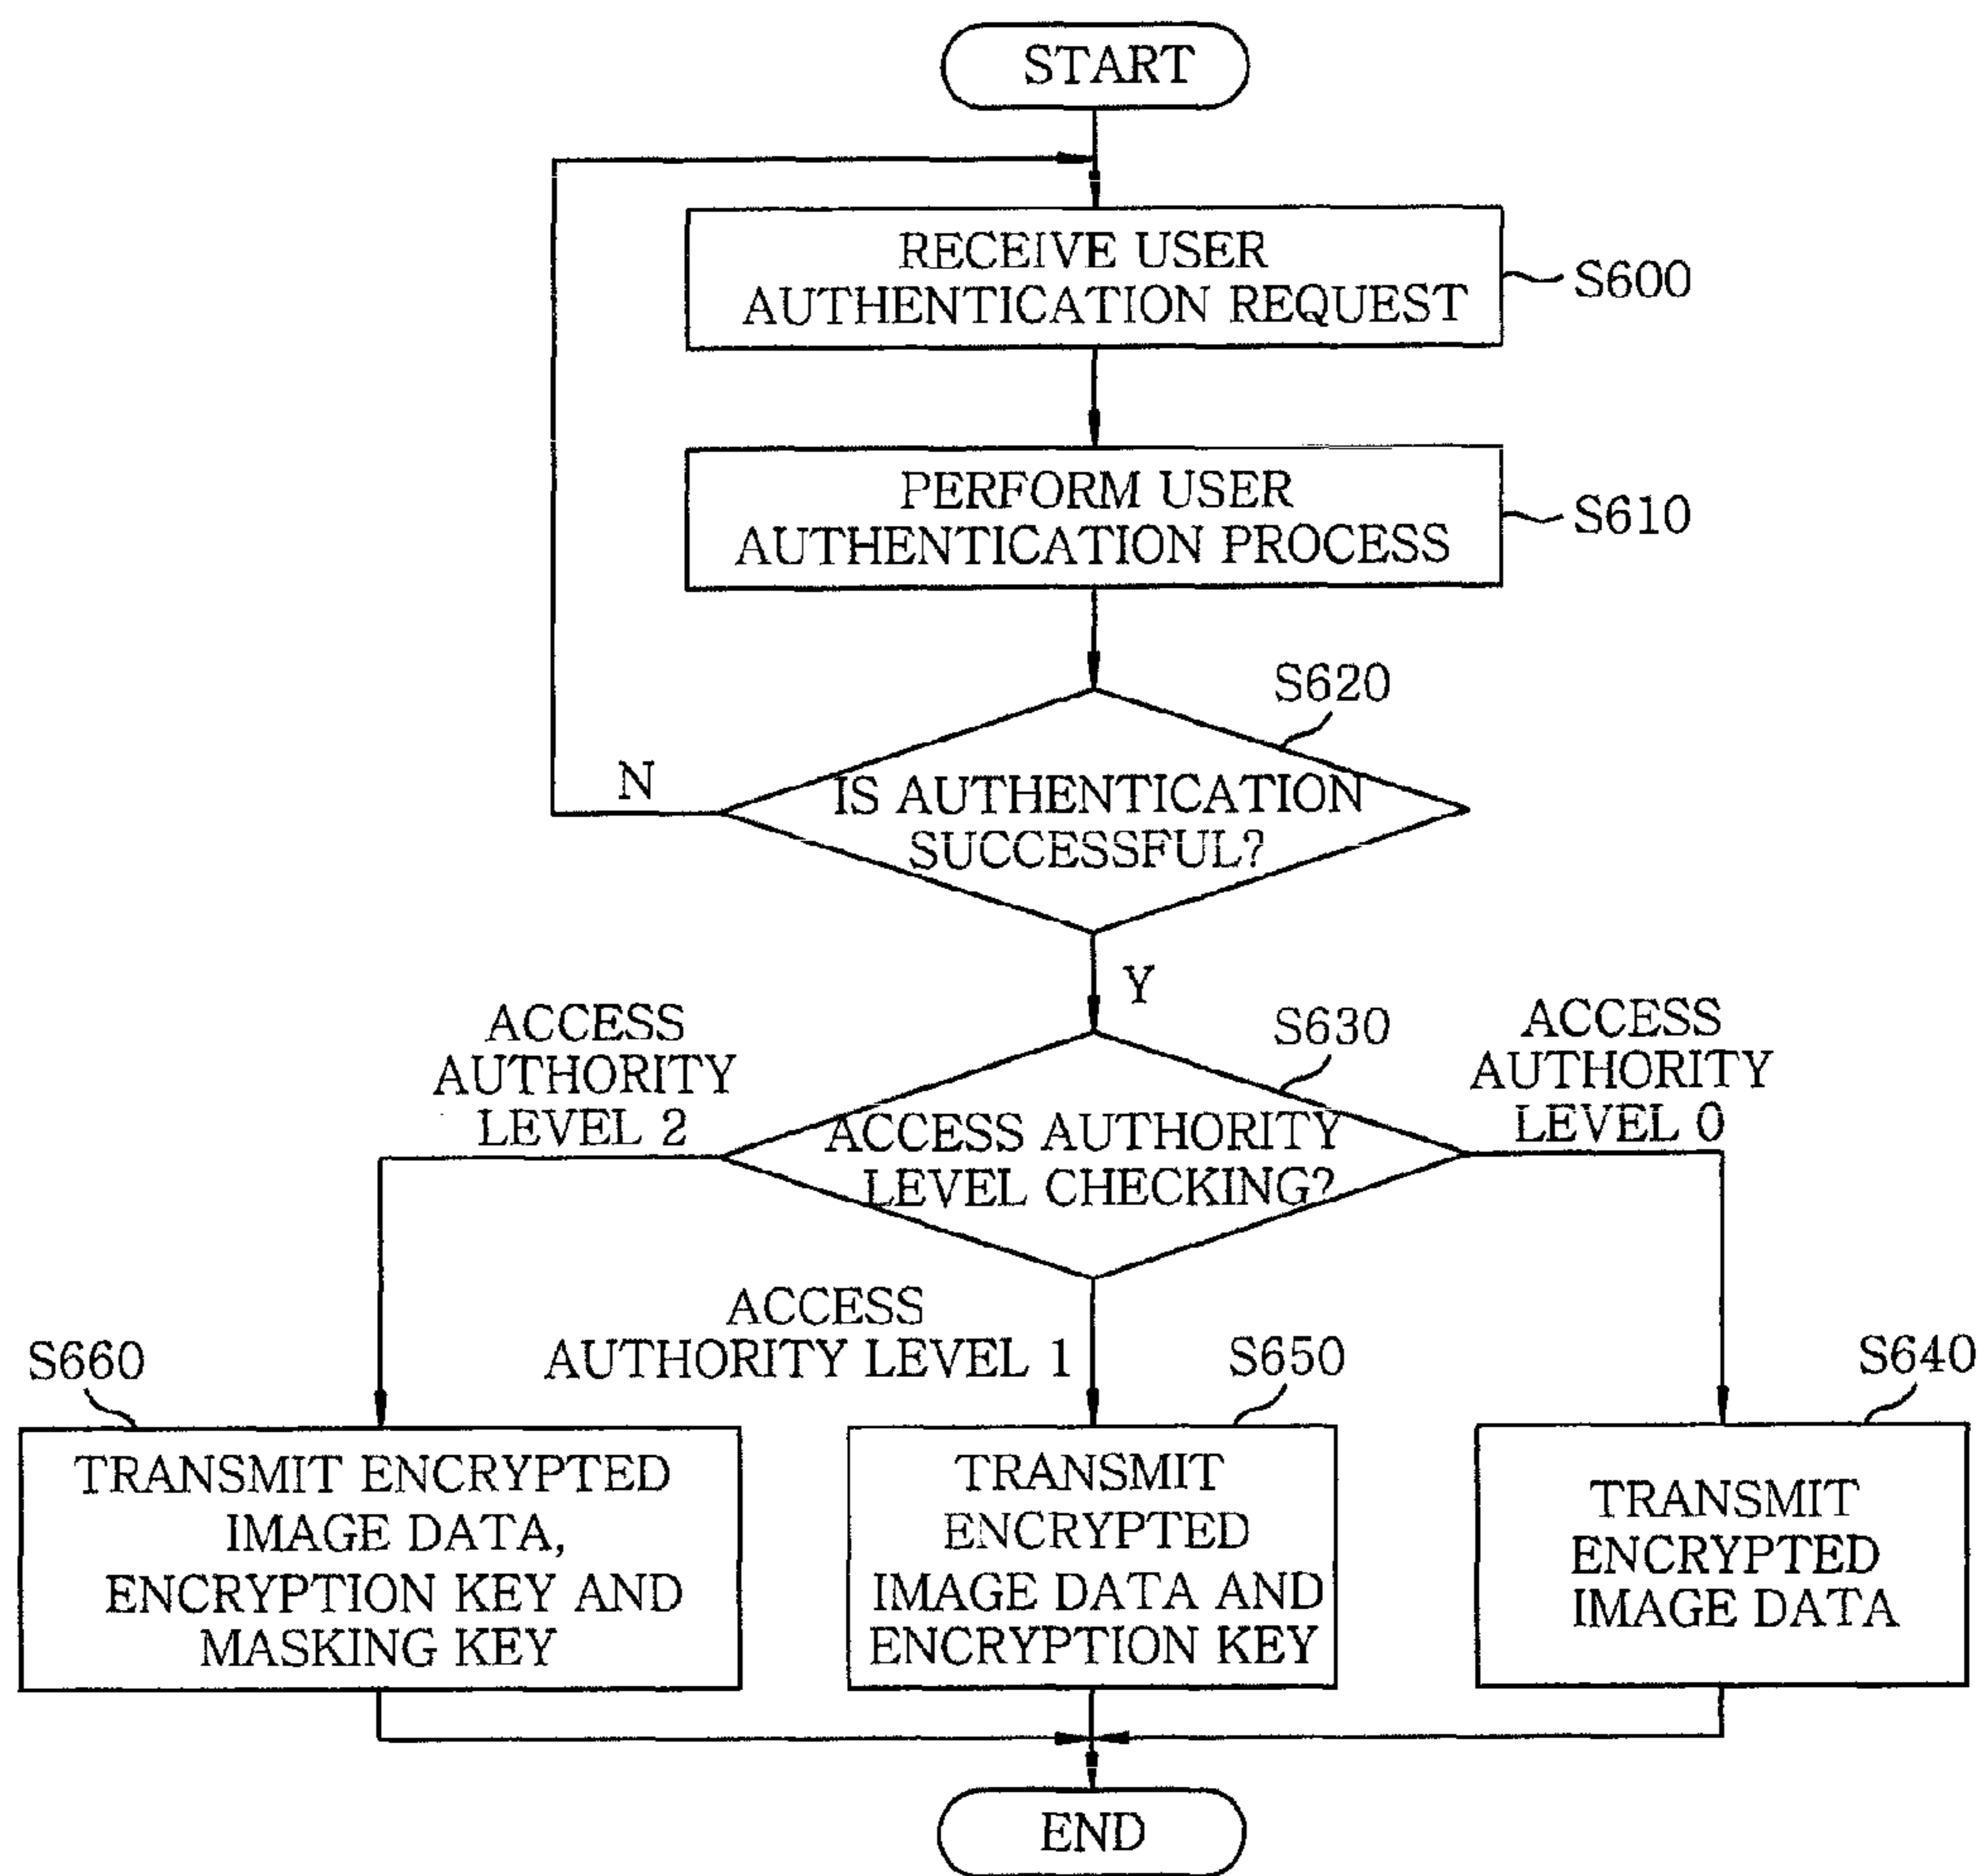 START
RECEIVE USER
AUTHENTICATION REQUEST
S600
PERFORM USER
AUTHENTICATION PROCESS
S610
S620
N
IS AUTHENTICATION
SUCCESSFUL?
Y
ACCESS
AUTHORITY
LEVEL 2
S630
ACCESS
AUTHORITY
LEVEL 0
ACCESS AUTHORITY
LEVEL CHECKING?
ACCESS
AUTHORITY LEVEL 1
S660
S650
S640
TRANSMIT ENCRYPTED
IMAGE DATA,
ENCRYPTION KEY AND
MASKING KEY
TRANSMIT
ENCRYPTED
IMAGE DATA AND
ENCRYPTION KEY
TRANSMIT
ENCRYPTED
IMAGE DATA
END